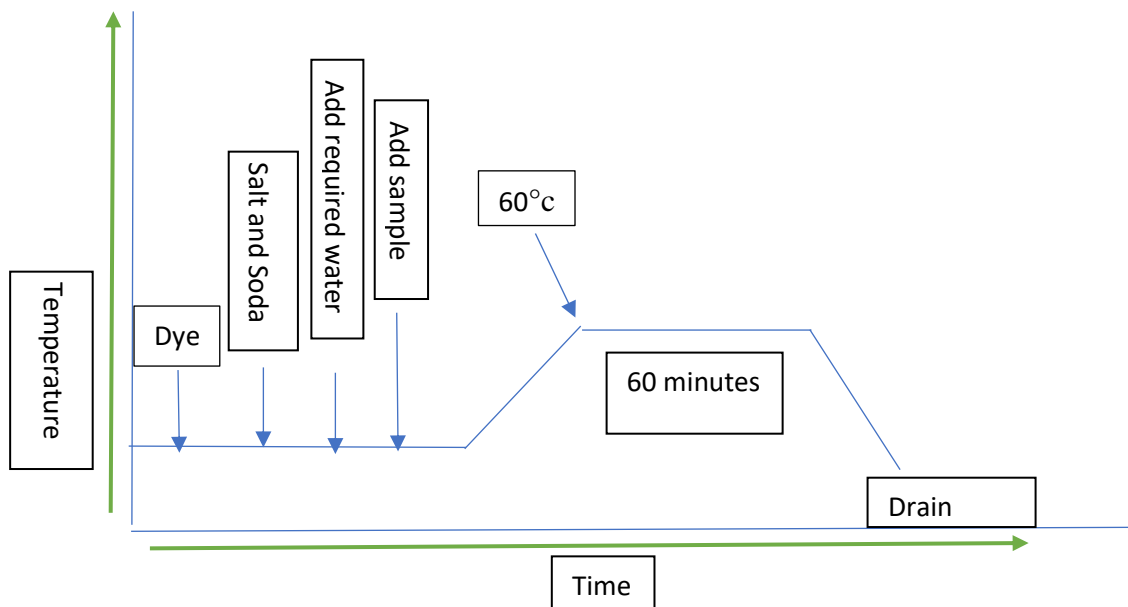 Temperature
Dye
Salt and Soda
Add required water
Add sample
60°c
60 minutes
Drain
Time